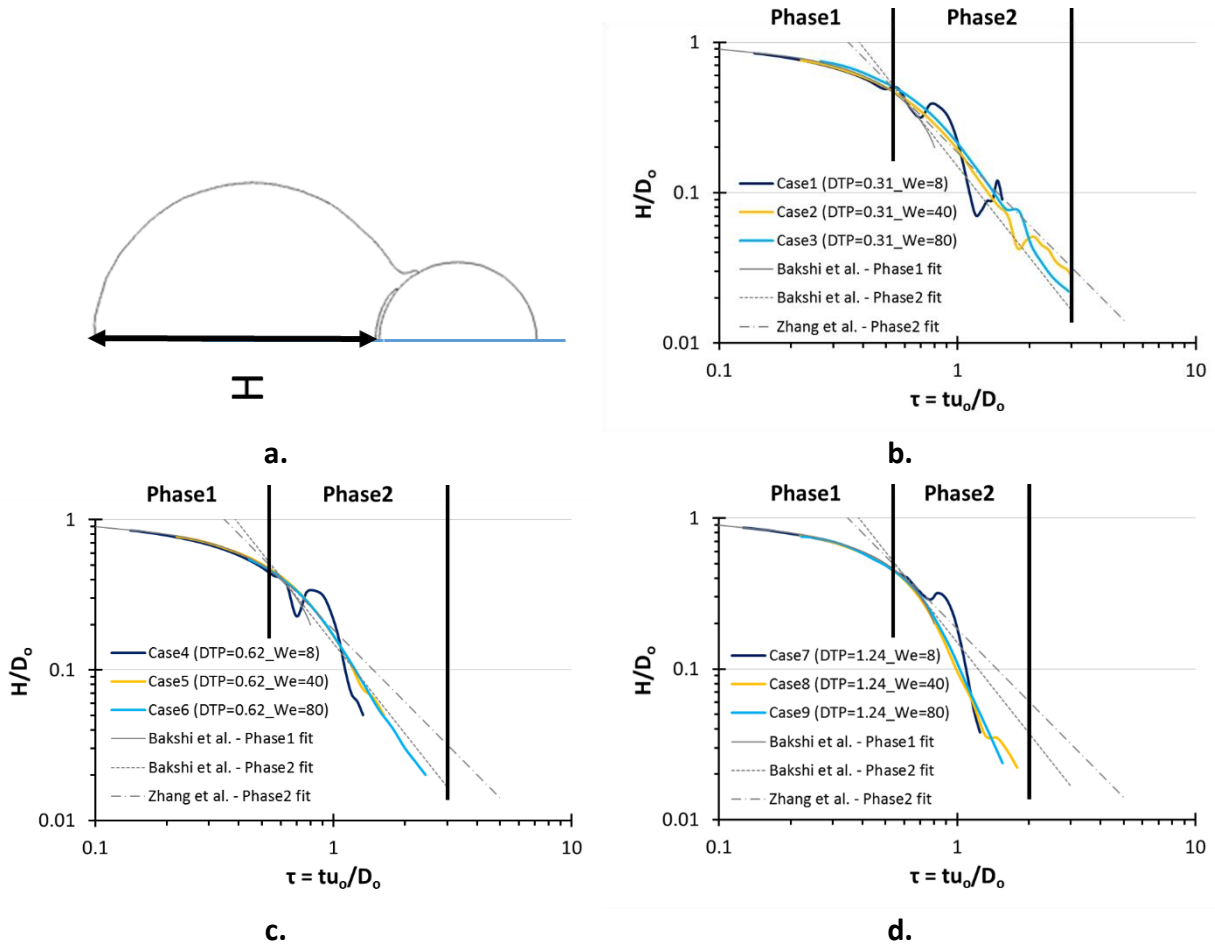 H
a.
Phase1 Phase2
1
0.1
0.01
H/Dₒ
Case1 (DTP=0.31_We=8)
Case2 (DTP=0.31_We=40)
Case3 (DTP=0.31_We=80)
Bakshi et al. - Phase1 fit
Bakshi et al. - Phase2 fit
Zhang et al. - Phase2 fit
0.1 1 10
τ = tuₒ/Dₒ
b.
Phase1 Phase2
1
0.1
0.01
H/Dₒ
Case4 (DTP=0.62_We=8)
Case5 (DTP=0.62_We=40)
Case6 (DTP=0.62_We=80)
Bakshi et al. - Phase1 fit
Bakshi et al. - Phase2 fit
Zhang et al. - Phase2 fit
0.1 1 10
τ = tuₒ/Dₒ
c.
Phase1 Phase2
1
0.1
0.01
H/Dₒ
Case7 (DTP=1.24_We=8)
Case8 (DTP=1.24_We=40)
Case9 (DTP=1.24_We=80)
Bakshi et al. - Phase1 fit
Bakshi et al. - Phase2 fit
Zhang et al. - Phase2 fit
0.1 1 10
τ = tuₒ/Dₒ
d.